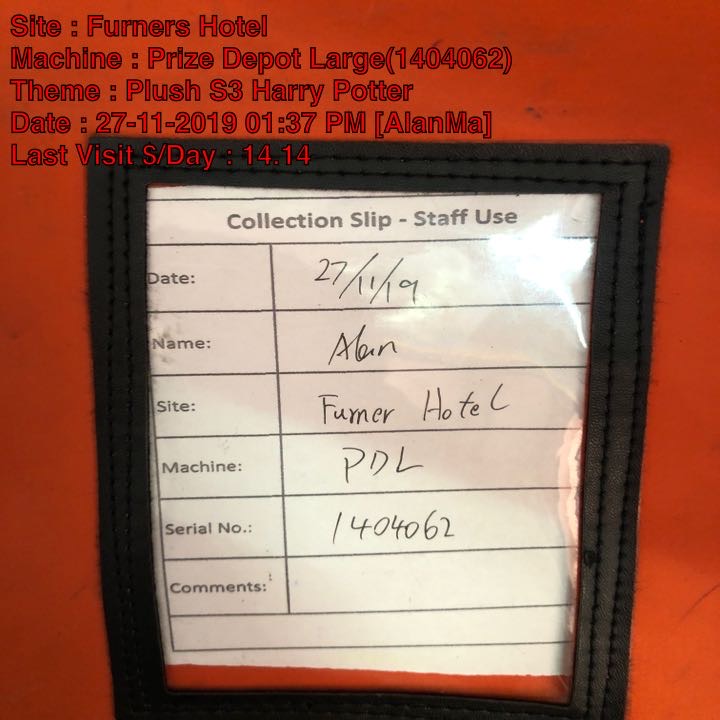 Site : Furners Hotel
Machine : Prize Depot Large(1404062)
Theme : Plush S3 Harry Potter
Date : 27-11-2019 01:37 PM [AlanMa]
Last Visit $/Day : 14.14
Collection Slip - Staff Use
Date: 27/11/19
Name: Alan
Site: Furner Hotel
Machine: PDL
Serial No.: 1404062
Comments: